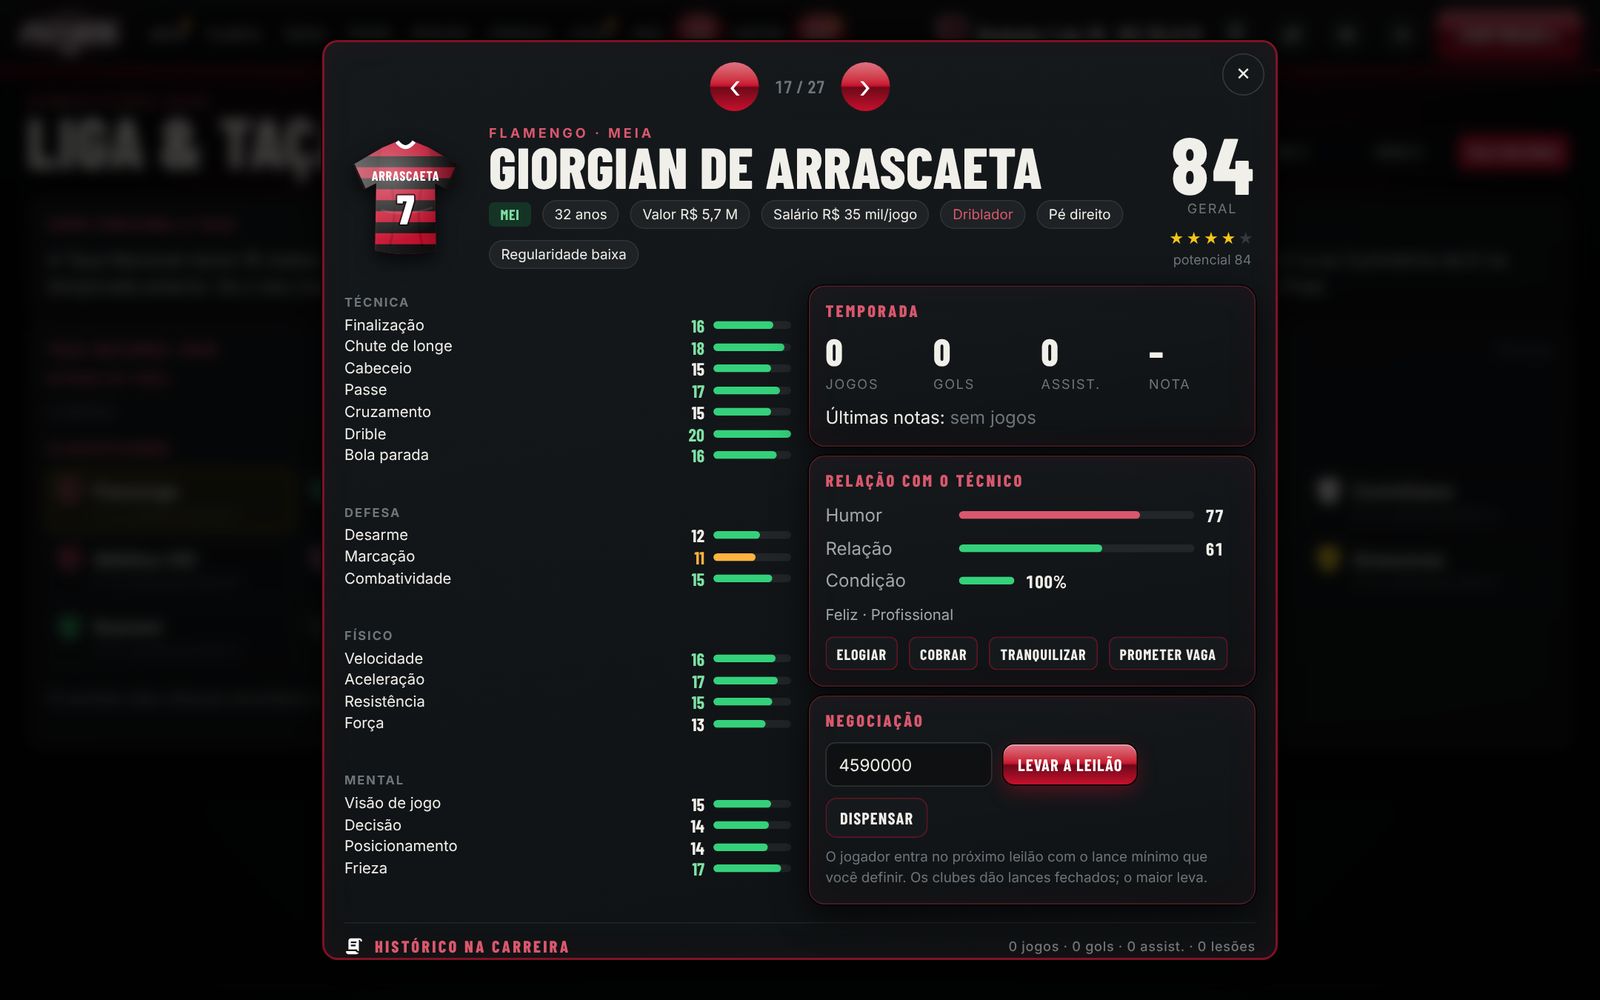 ‹ 17 / 27 ›
×
LIGA & TAÇ
FLAMENGO · MEIA
GIORGIAN DE ARRASCAETA
ARRASCAETA
7
MEI 32 anos Valor R$ 5,7 M Salário R$ 35 mil/jogo Driblador Pé direito
Regularidade baixa
84
GERAL
★★★★★
potencial 84
TÉCNICA
Finalização 16
Chute de longe 18
Cabeceio 15
Passe 17
Cruzamento 15
Drible 20
Bola parada 16
DEFESA
Desarme 12
Marcação 11
Combatividade 15
FÍSICO
Velocidade 16
Aceleração 17
Resistência 15
Força 13
MENTAL
Visão de jogo 15
Decisão 14
Posicionamento 14
Frieza 17
TEMPORADA
0 0 0 –
JOGOS GOLS ASSIST. NOTA
Últimas notas: sem jogos
RELAÇÃO COM O TÉCNICO
Humor 77
Relação 61
Condição 100%
Feliz · Profissional
ELOGIAR COBRAR TRANQUILIZAR PROMETER VAGA
NEGOCIAÇÃO
4590000 LEVAR A LEILÃO
DISPENSAR
O jogador entra no próximo leilão com o lance mínimo que
você definir. Os clubes dão lances fechados; o maior leva.
HISTÓRICO NA CARREIRA 0 jogos · 0 gols · 0 assist. · 0 lesões